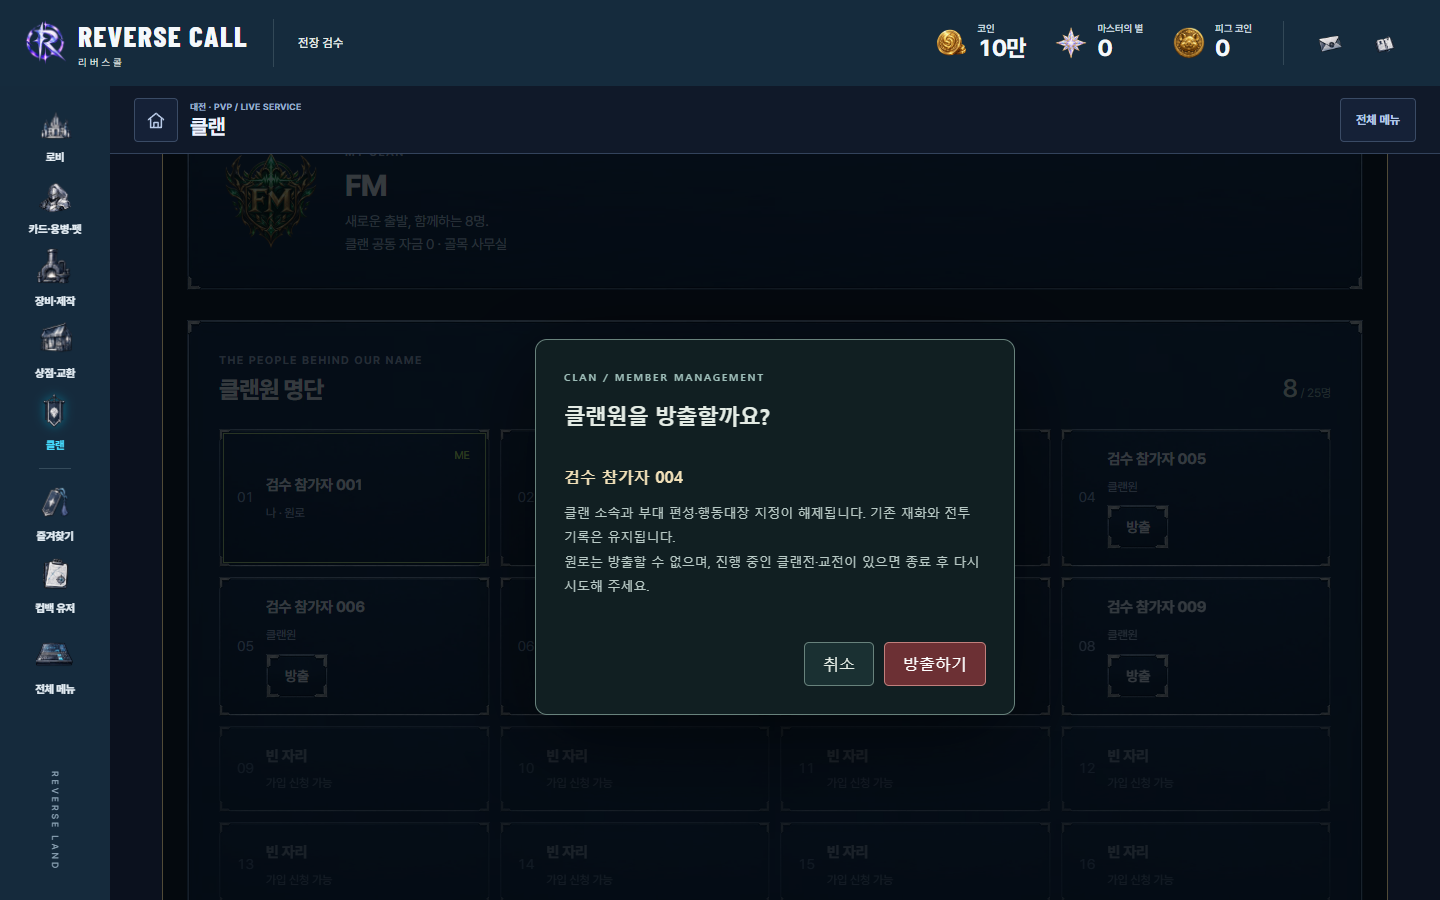 REVERSE CALL
리버스콜
전장 검수
코인
10만
마스터의 별
0
피그 코인
0
대전 · PVP / LIVE SERVICE
클랜
전체 메뉴
로비
카드·용병·펫
장비·제작
상점·교환
클랜
즐겨찾기
컴백 유저
전체 메뉴
REVERSE LAND
FM
FM
새로운 출발, 함께하는 8명.
클랜 공동 자금 0 · 골목 사무실
THE PEOPLE BEHIND OUR NAME
클랜원 명단
8 / 25명
01
검수 참가자 001
ME
나 · 원로
02
04
검수 참가자 005
클랜원
방출
05
검수 참가자 006
클랜원
방출
06
08
검수 참가자 009
클랜원
방출
CLAN / MEMBER MANAGEMENT
클랜원을 방출할까요?
검수 참가자 004
클랜 소속과 부대 편성·행동대장 지정이 해제됩니다. 기존 재화와 전투
기록은 유지됩니다.
원로는 방출할 수 없으며, 진행 중인 클랜전·교전이 있으면 종료 후 다시
시도해 주세요.
취소
방출하기
09
빈 자리
가입 신청 가능
10
빈 자리
가입 신청 가능
11
빈 자리
가입 신청 가능
12
빈 자리
가입 신청 가능
13
빈 자리
가입 신청 가능
14
빈 자리
가입 신청 가능
15
빈 자리
가입 신청 가능
16
빈 자리
가입 신청 가능